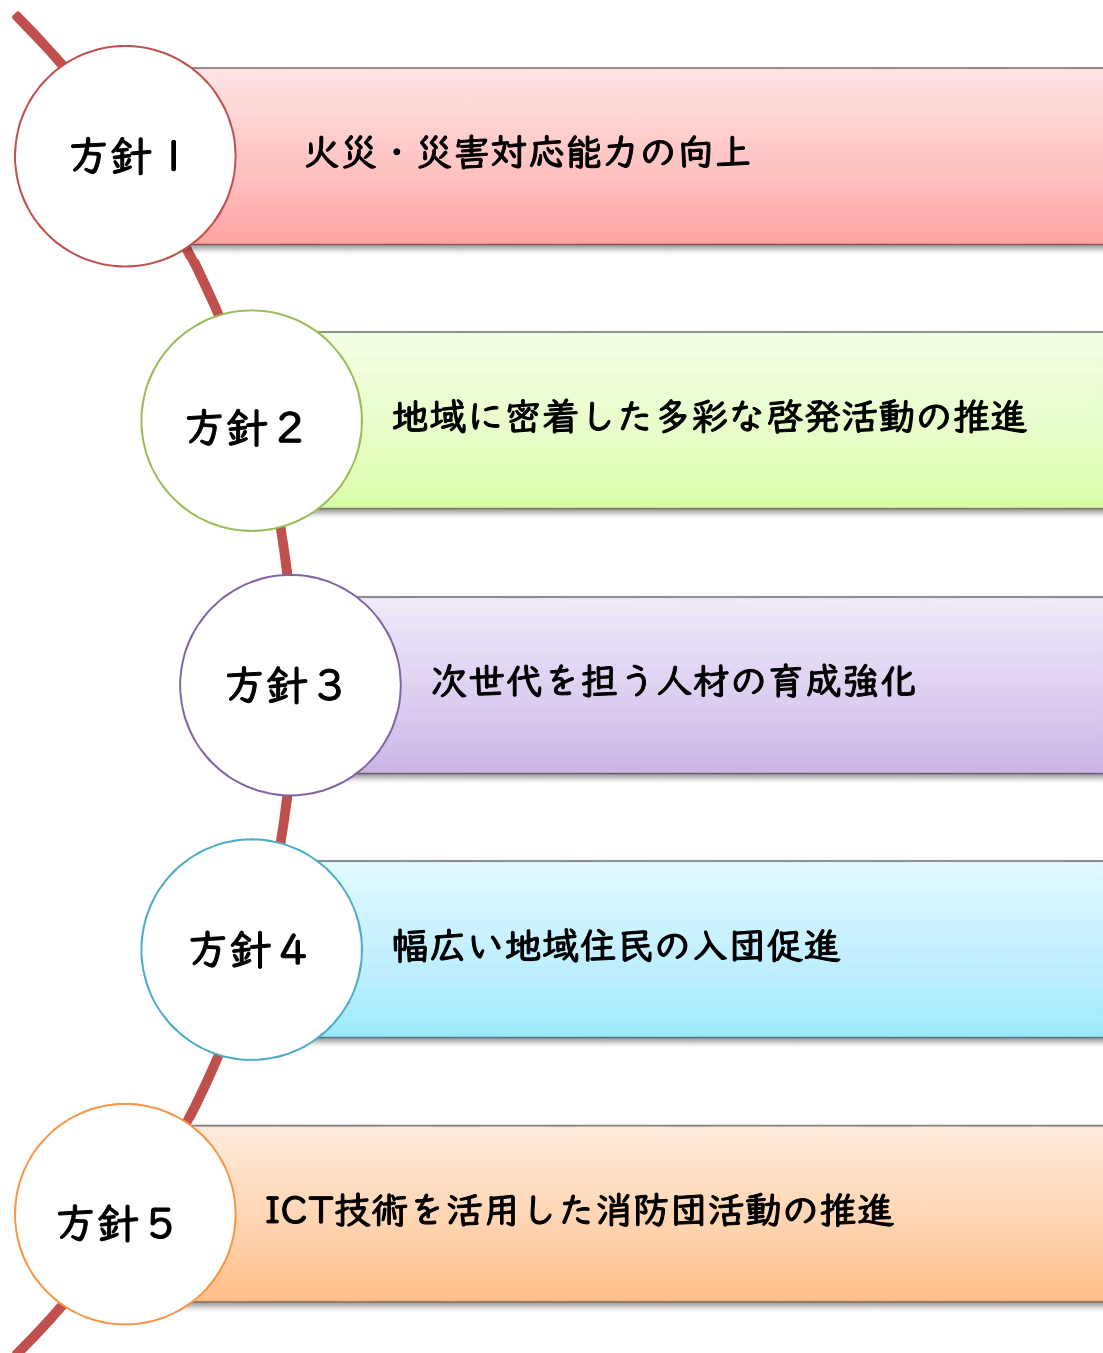 方針１
火災・災害対応能力の向上
方針２
地域に密着した多彩な啓発活動の推進
方針３
次世代を担う人材の育成強化
方針４
幅広い地域住民の入団促進
方針５
ICT技術を活用した消防団活動の推進